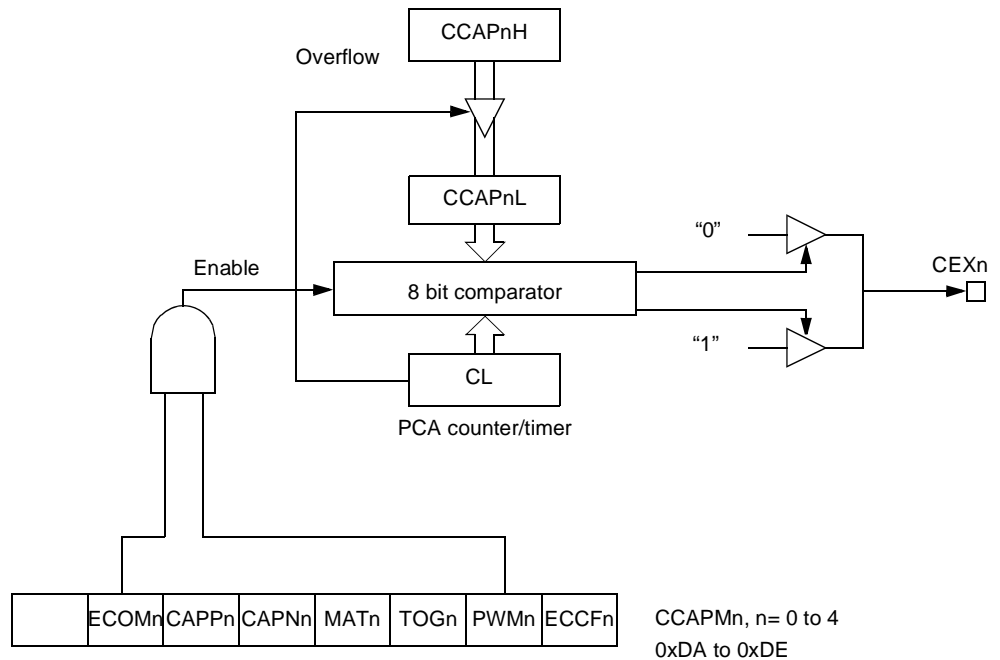 CCAPnH
Overflow
CCAPnL
“0”
Enable
8 bit comparator
CEXn
“1”
CL
PCA counter/timer
ECOMn CAPPn CAPNn MATn TOGn PWMn ECCFn
CCAPMn, n= 0 to 4
0xDA to 0xDE